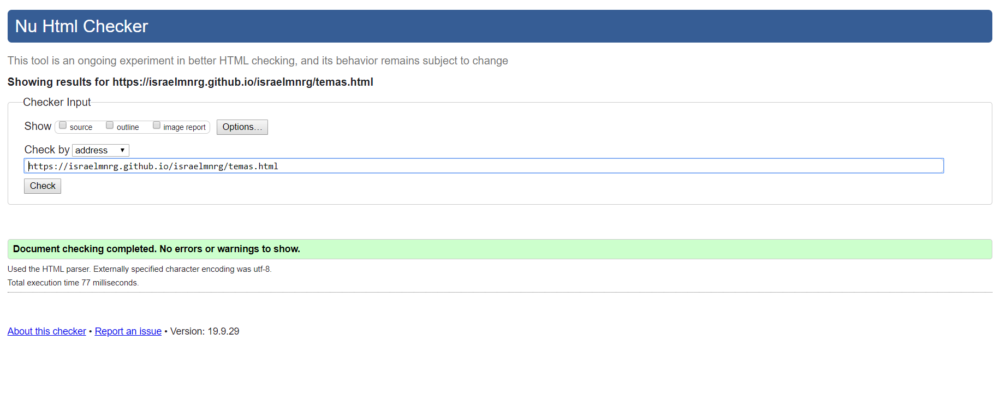 Nu Html Checker
This tool is an ongoing experiment in better HTML checking, and its behavior remains subject to change
Showing results for https://israelmnrg.github.io/israelmnrg/temas.html
Checker Input
Show source outline image report Options…
Check by address
https://israelmnrg.github.io/israelmnrg/temas.html
Check
Document checking completed. No errors or warnings to show.
Used the HTML parser. Externally specified character encoding was utf-8.
Total execution time 77 milliseconds.
About this checker • Report an issue • Version: 19.9.29